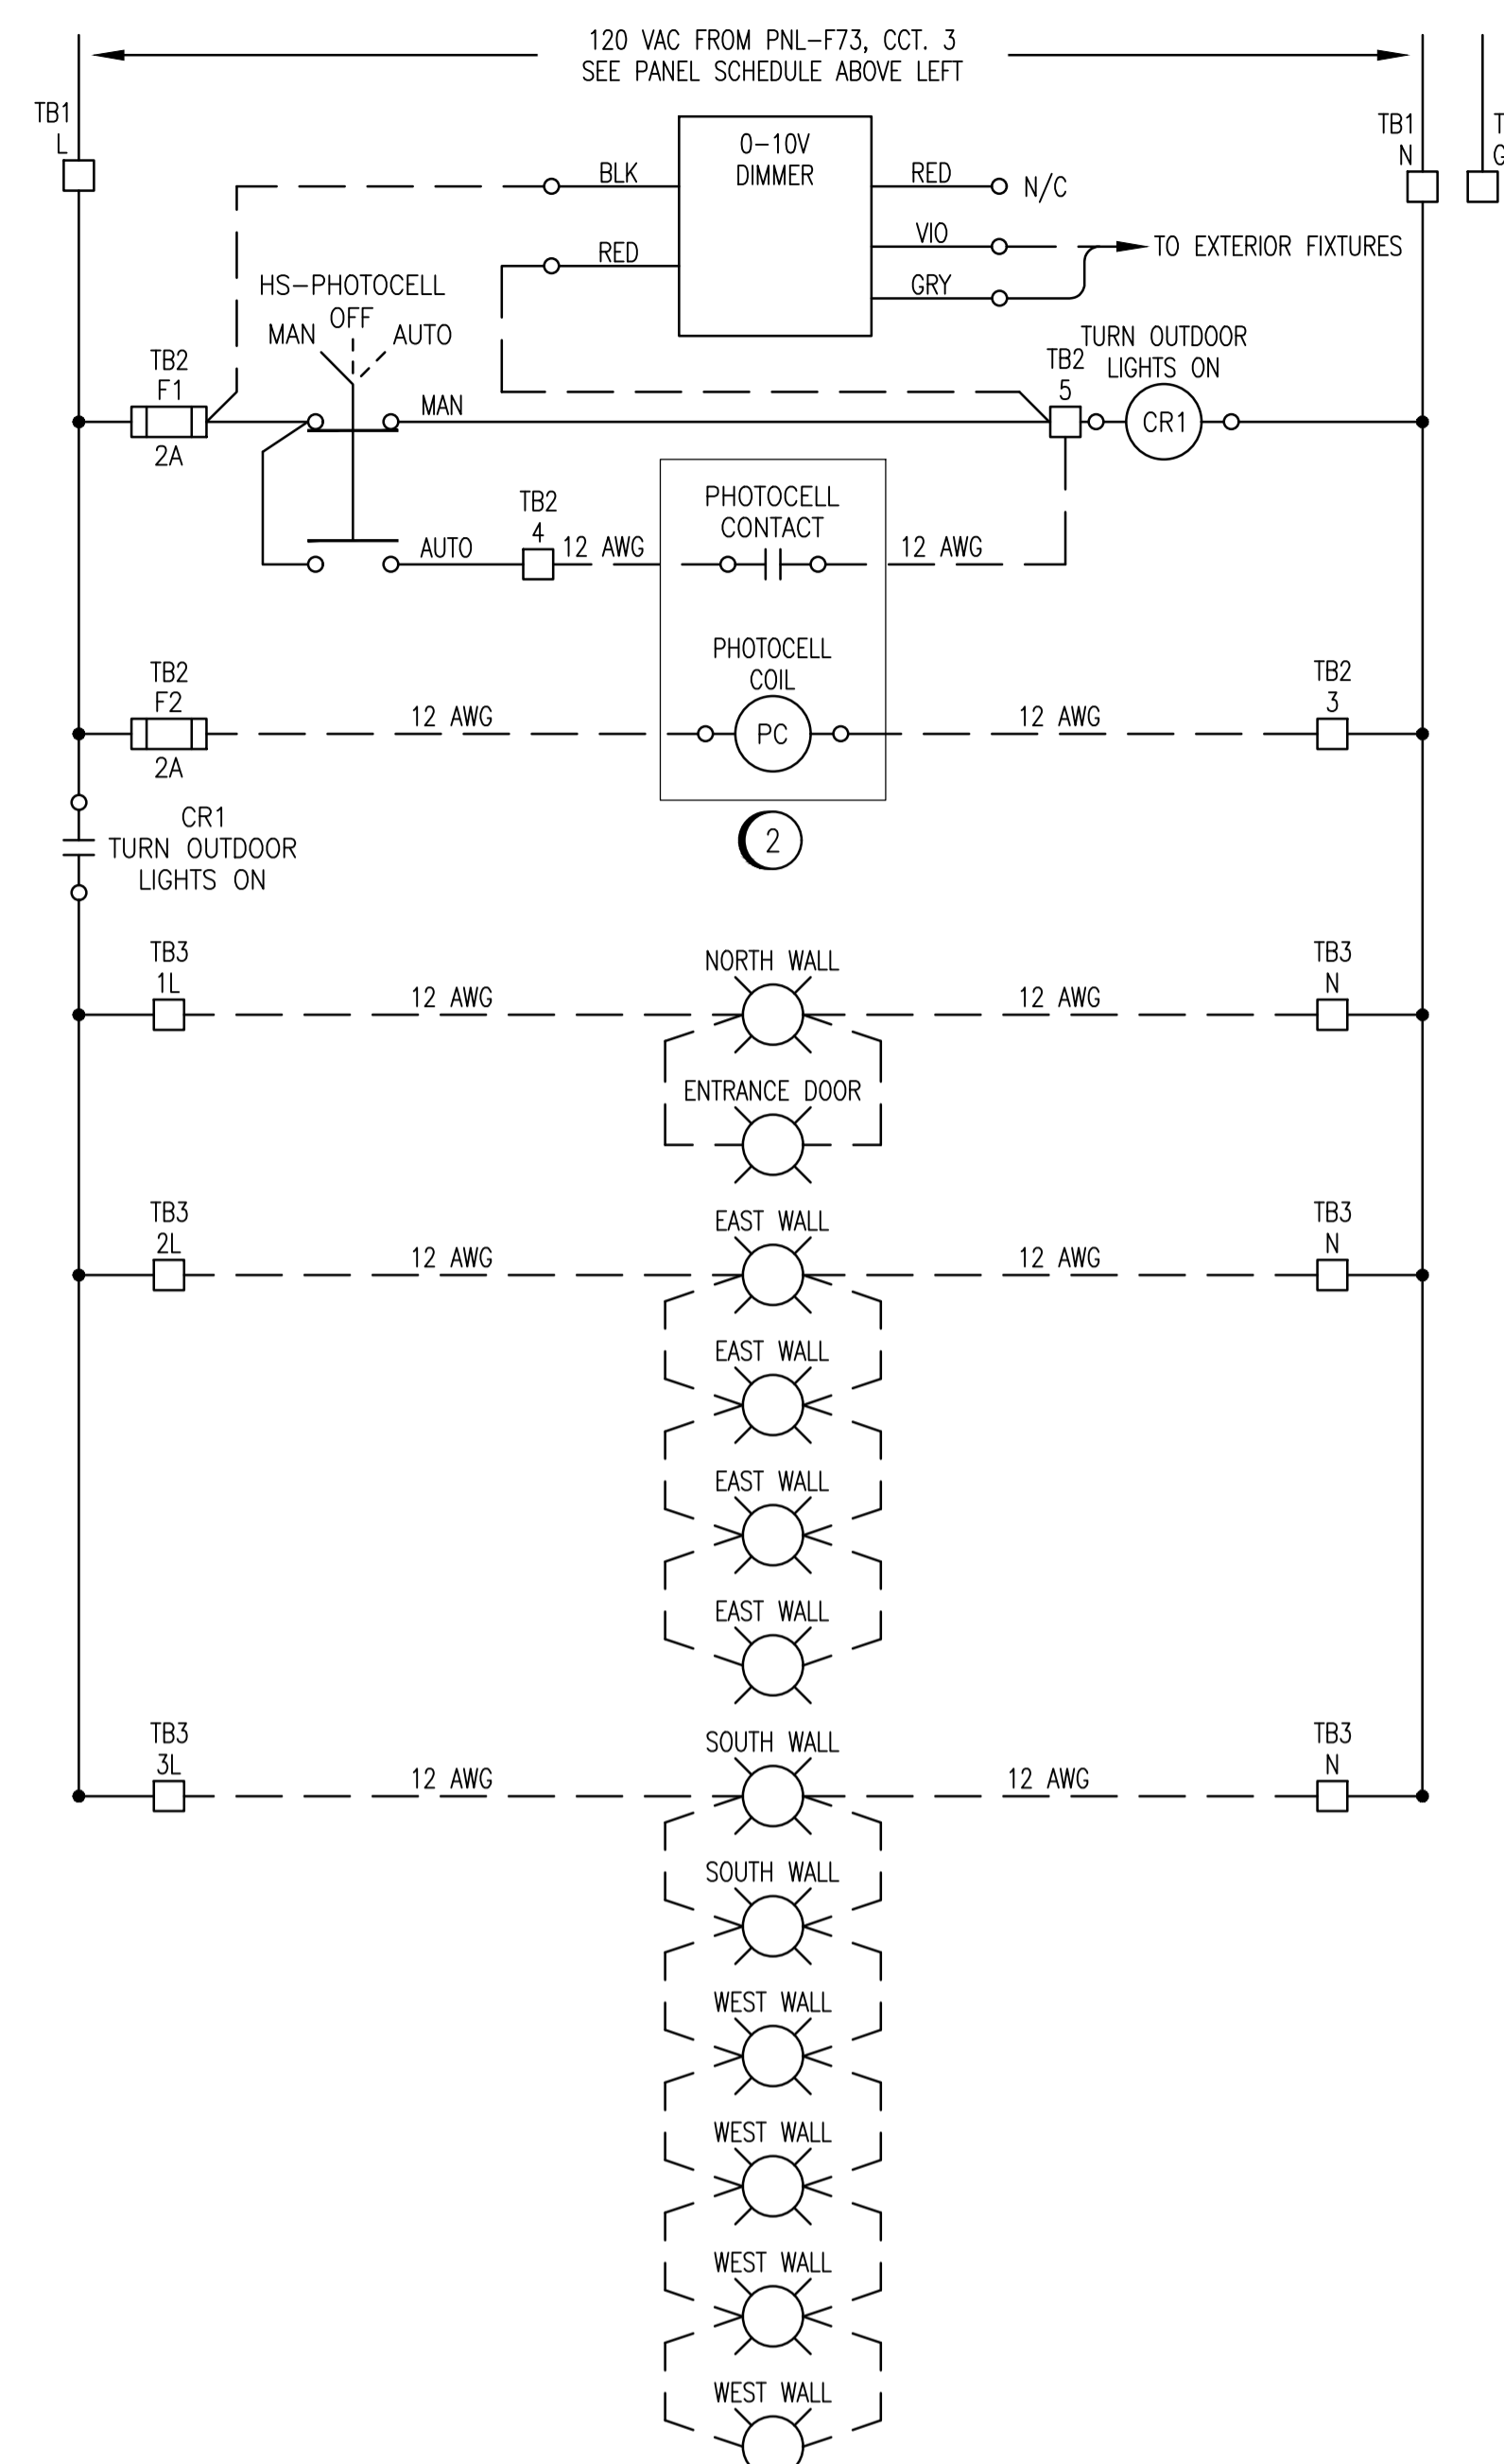 120 VAC FROM PNL-F73, CCT. 3
SEE PANEL SCHEDULE ABOVE LEFT
TB1
L
TB1
N
0-10V
DIMMER
BLK
RED
N/C
VIO
TO EXTERIOR FIXTURES
RED
GRY
HS-PHOTOCELL
OFF
MAN
AUTO
TURN OUTDOOR
LIGHTS ON
TB2
5
TB2
F1
2A
MAN
CR1
PHOTOCELL
CONTACT
TB2
4
AUTO
12 AWG
12 AWG
PHOTOCELL
COIL
TB2
F2
2A
12 AWG
PC
12 AWG
TB2
3
2
CR1
TURN OUTDOOR
LIGHTS ON
TB3
1L
12 AWG
NORTH WALL
12 AWG
TB3
N
ENTRANCE DOOR
TB3
2L
12 AWG
EAST WALL
12 AWG
TB3
N
EAST WALL
EAST WALL
EAST WALL
TB3
3L
12 AWG
SOUTH WALL
12 AWG
TB3
N
SOUTH WALL
WEST WALL
WEST WALL
WEST WALL
WEST WALL